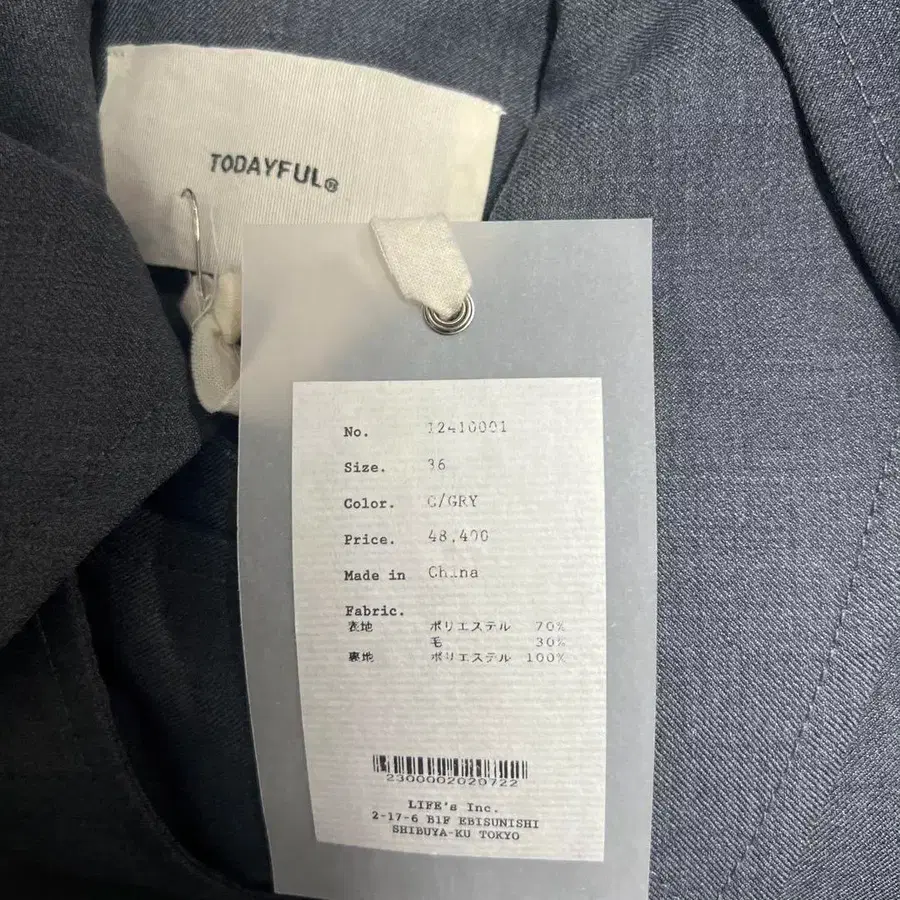 TODAYFUL®
No. 12410001
Size. 36
Color. C/GRY
Price. 48,400
Made in China
Fabric.
表地 ポリエステル 70%
毛 30%
裏地 ポリエステル 100%
2300002020722
LIFE's Inc.
2-17-6 B1F EBISUNISHI
SHIBUYA-KU TOKYO